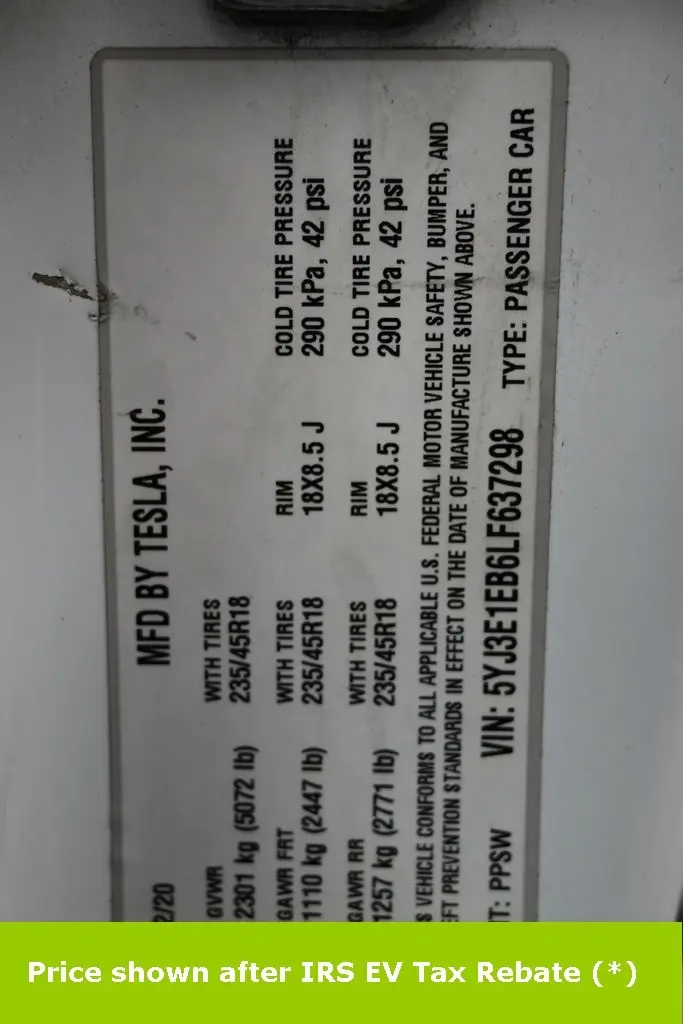 2/20 MFD BY TESLA, INC.
GVWR WITH TIRES
2301 kg (5072 lb) 235/45R18
GAWR FRT WITH TIRES RIM COLD TIRE PRESSURE
1110 kg (2447 lb) 235/45R18 18X8.5 J 290 kPa, 42 psi
GAWR RR WITH TIRES RIM COLD TIRE PRESSURE
1257 kg (2771 lb) 235/45R18 18X8.5 J 290 kPa, 42 psi
S VEHICLE CONFORMS TO ALL APPLICABLE U.S. FEDERAL MOTOR VEHICLE SAFETY, BUMPER, AND
EFT PREVENTION STANDARDS IN EFFECT ON THE DATE OF MANUFACTURE SHOWN ABOVE.
T: PPSW VIN: 5YJ3E1EB6LF637298 TYPE: PASSENGER CAR
Price shown after IRS EV Tax Rebate (*)